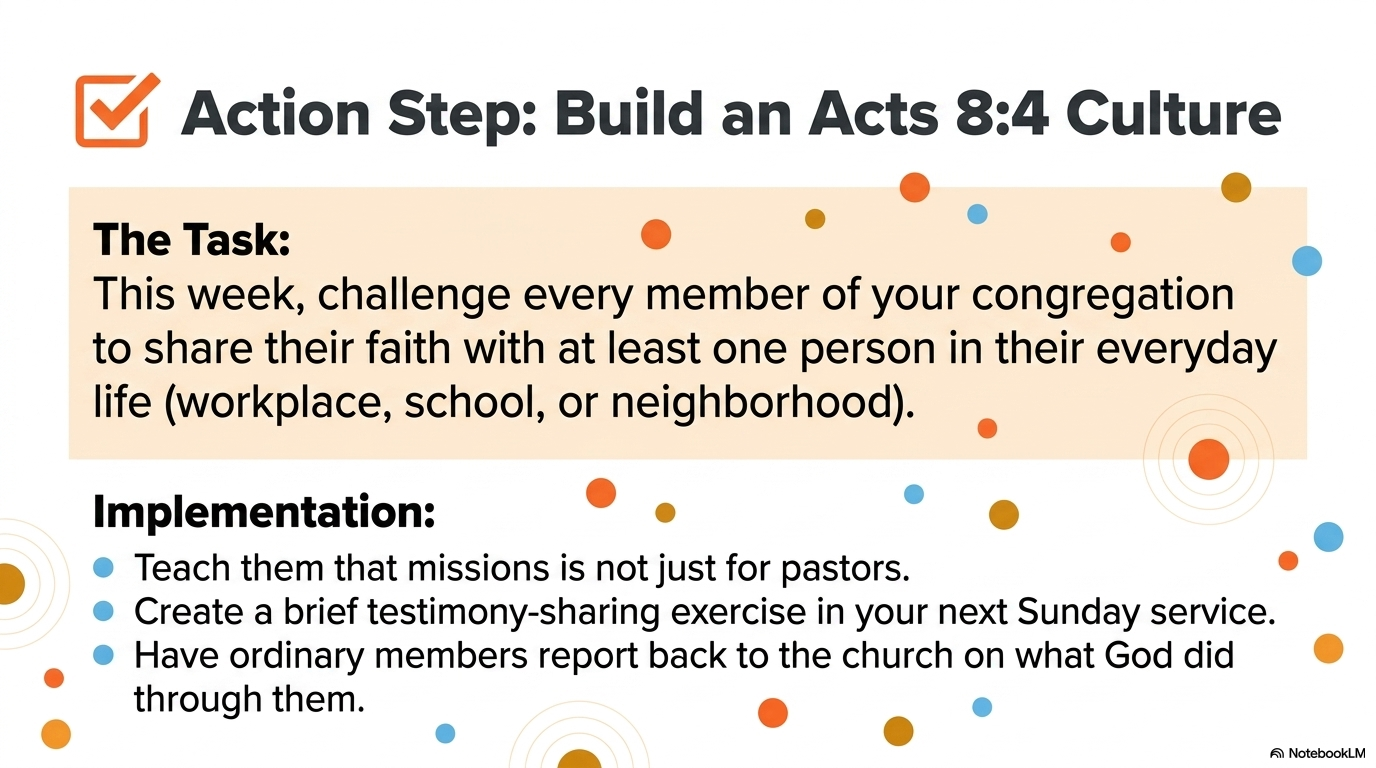 Action Step: Build an Acts 8:4 Culture
The Task:
This week, challenge every member of your congregation
to share their faith with at least one person in their everyday
life (workplace, school, or neighborhood).
Implementation:
Teach them that missions is not just for pastors.
Create a brief testimony-sharing exercise in your next Sunday service.
Have ordinary members report back to the church on what God did
through them.
NotebookLM